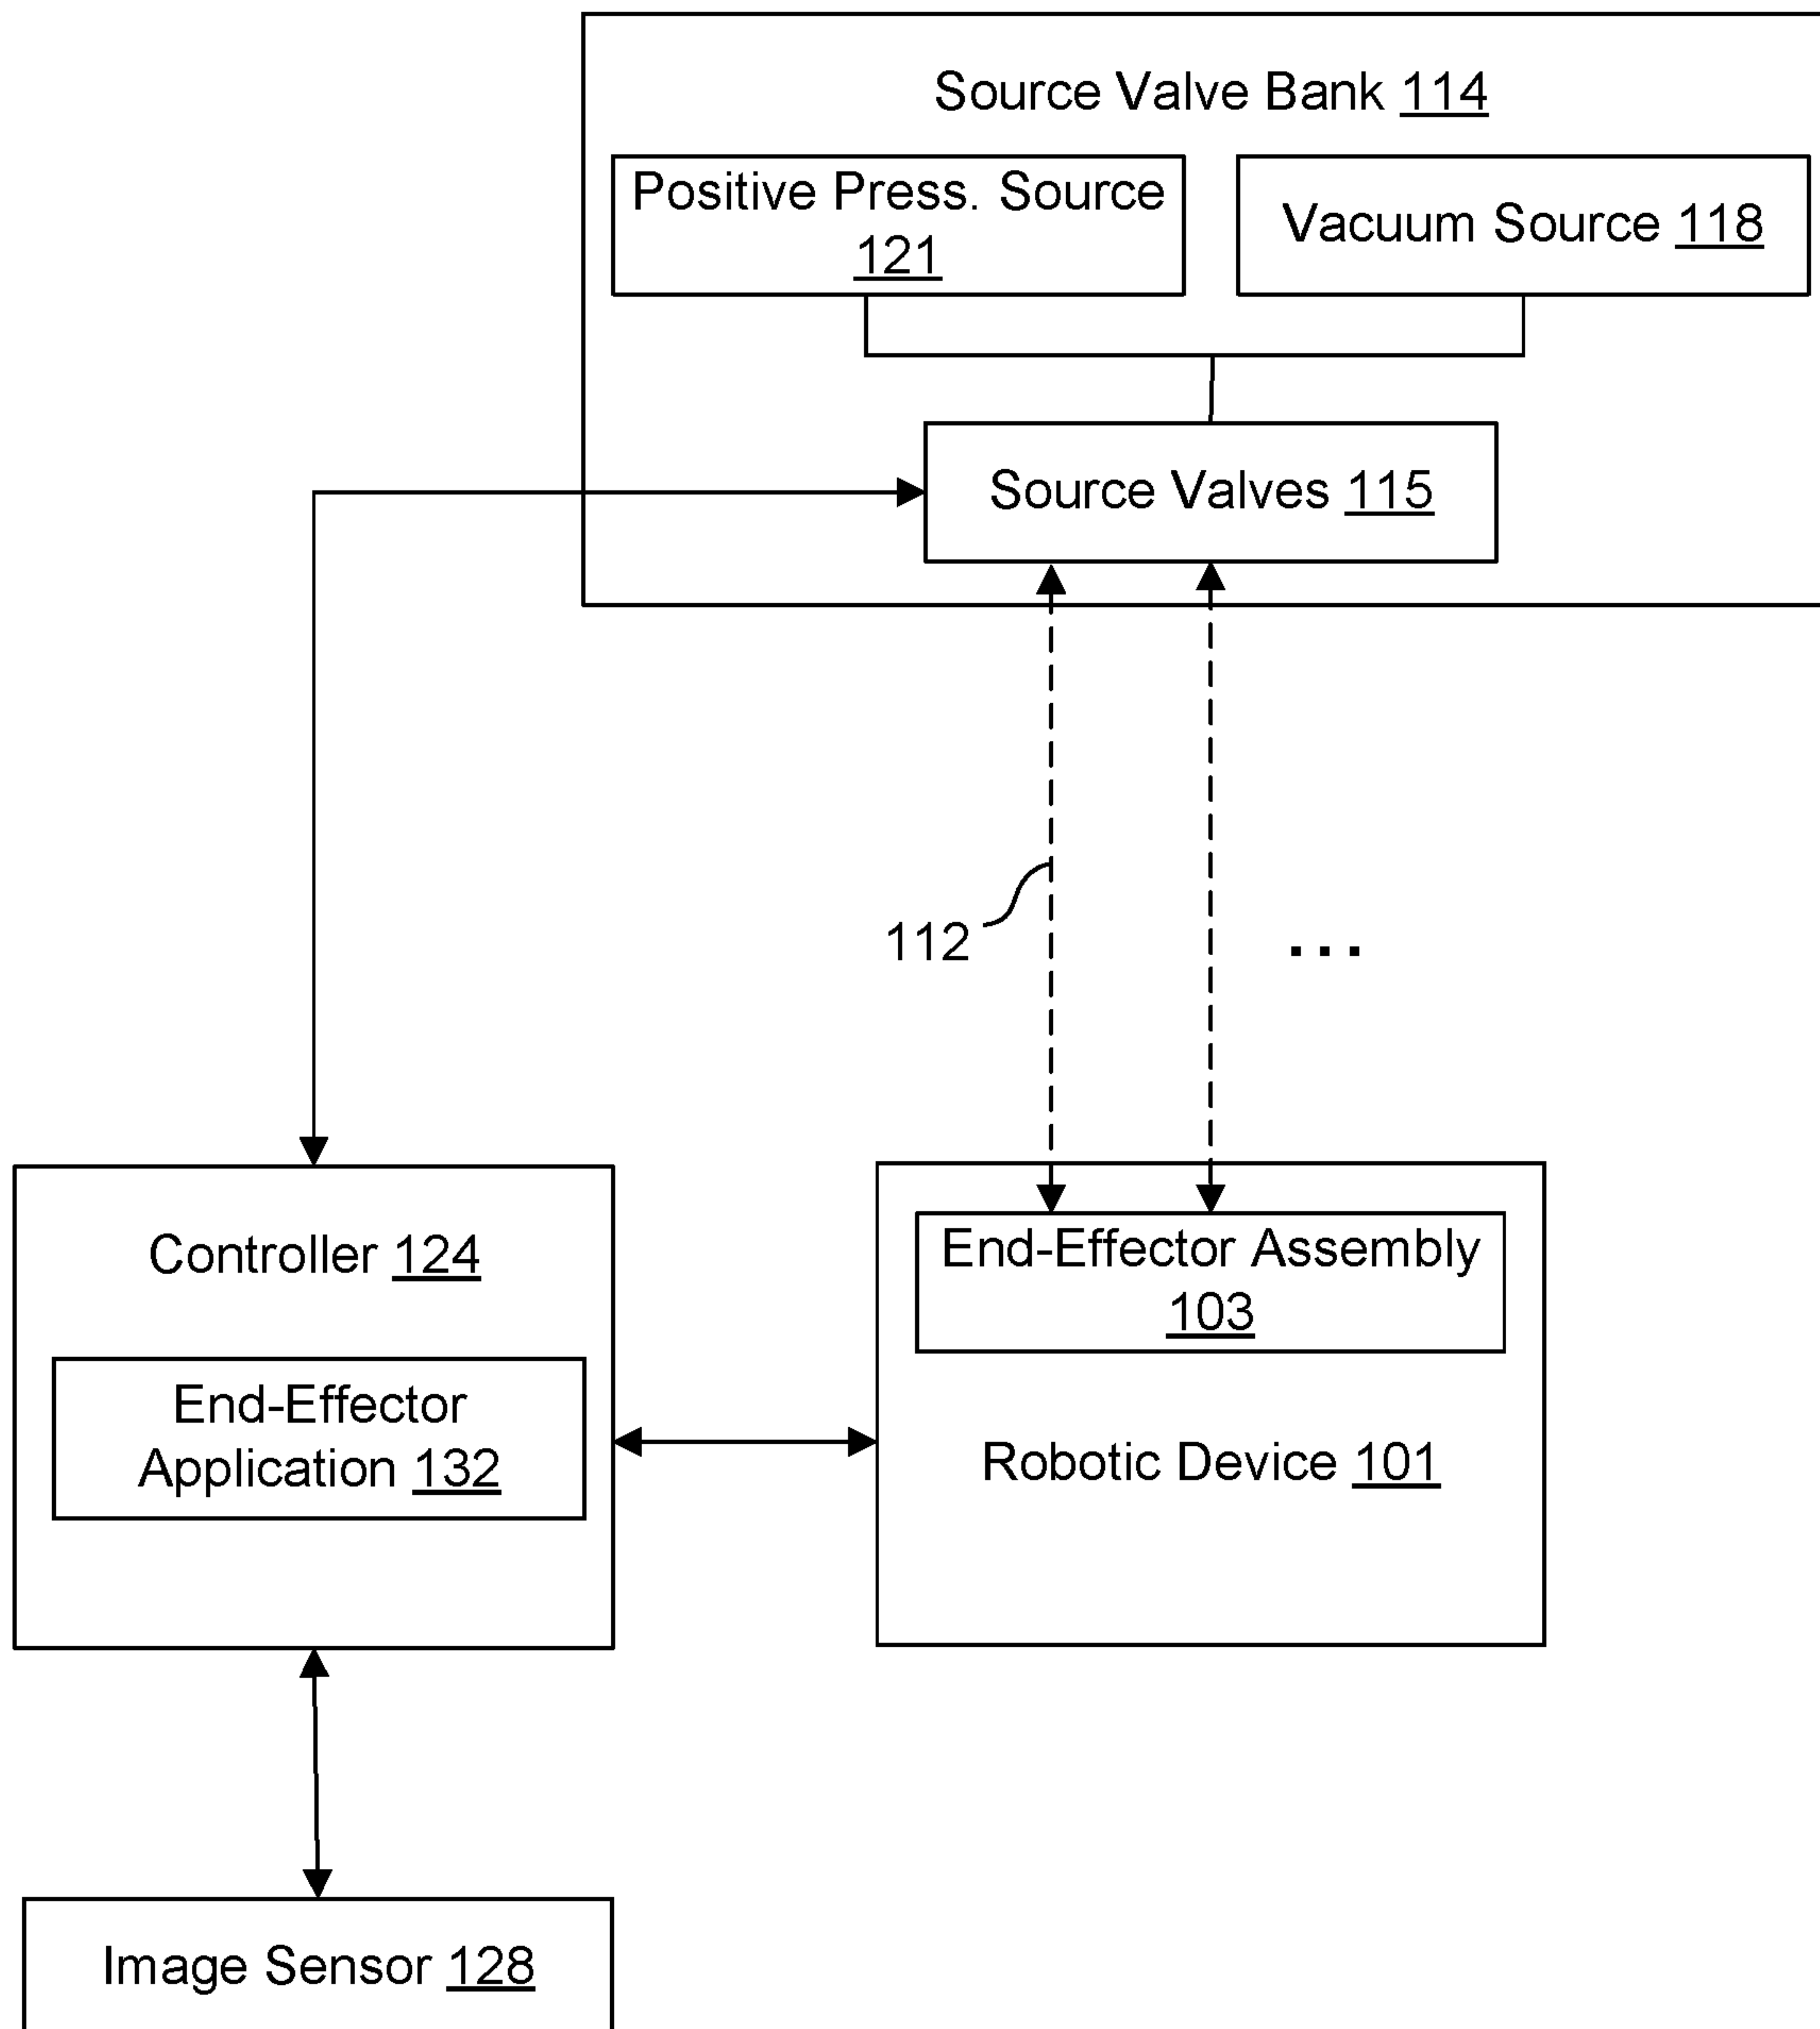 Source Valve Bank 114
Positive Press. Source
121
Vacuum Source 118
Source Valves 115
112
...
Controller 124
End-Effector
Application 132
End-Effector Assembly
103
Robotic Device 101
Image Sensor 128